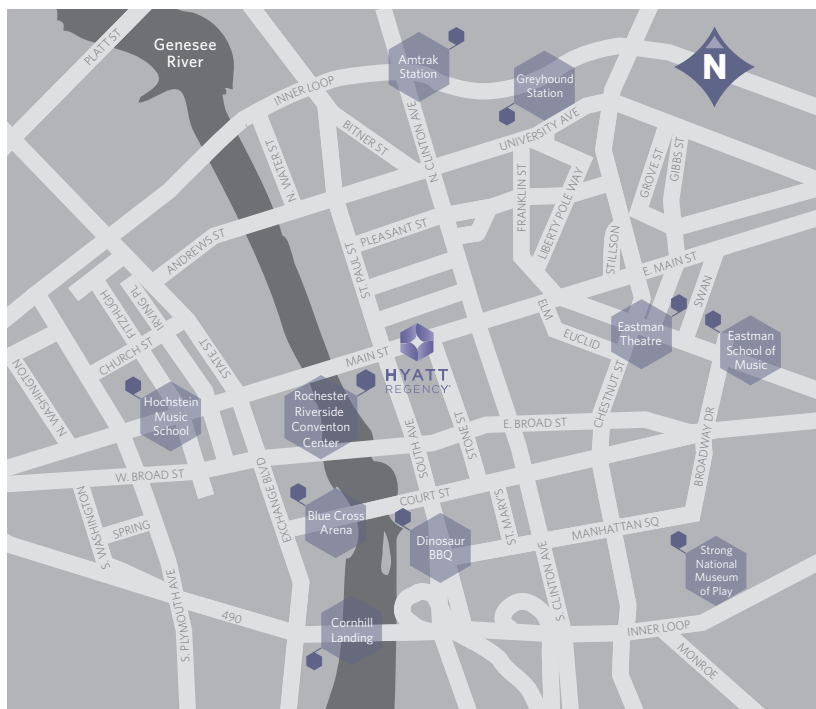 PLATT ST
Genesee
River
INNER LOOP
Amtrak
Station
Greyhound
Station
N
BITNER ST
N. WATER ST
N. CLINTON AVE
UNIVERSITY AVE
GROVE ST
GIBBS ST
FRANKLIN ST
LIBERTY POLE WAY
ANDREWS ST
PLEASANT ST
ST. PAUL ST
STILLSON
E. MAIN ST
SWAN
FITZHUGH
IRVING PL
CHURCH ST
STATE ST
MAIN ST
ELM
EUCLID
Eastman
Theatre
Eastman
School of
Music
HYATT
REGENCY
N. WASHINGTON
Hochstein
Music
School
Rochester
Riverside
Conventon
Center
CHESTNUT ST
SOUTH AVE
STONE ST
E. BROAD ST
BROADWAY DR
W. BROAD ST
EXCHANGE BLVD
COURT ST
S. WASHINGTON
SPRING
Blue Cross
Arena
Dinosaur
BBQ
ST. MARY'S
MANHATTAN SQ
S. CLINTON AVE
Strong
National
Museum
of Play
S. PLYMOUTH AVE
490
Cornhill
Landing
INNER LOOP
MONROE